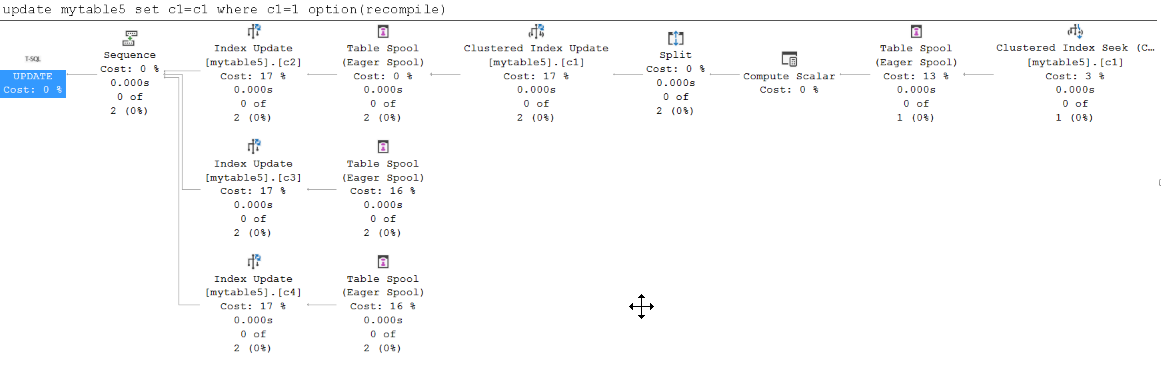 update mytable5 set c1=c1 where c1=1 option(recompile)
T-SQL
UPDATE
Cost: 0 %
Sequence
Cost: 0 %
0.000s
0 of
2 (0%)
Index Update
[mytable5].[c2]
Cost: 17 %
0.000s
0 of
2 (0%)
Table Spool
(Eager Spool)
Cost: 0 %
0.000s
0 of
2 (0%)
Clustered Index Update
[mytable5].[c1]
Cost: 17 %
0.000s
0 of
2 (0%)
Split
Cost: 0 %
0.000s
0 of
2 (0%)
Compute Scalar
Cost: 0 %
Table Spool
(Eager Spool)
Cost: 13 %
0.000s
0 of
1 (0%)
Clustered Index Seek (C…
[mytable5].[c1]
Cost: 3 %
0.000s
0 of
1 (0%)
Index Update
[mytable5].[c3]
Cost: 17 %
0.000s
0 of
2 (0%)
Table Spool
(Eager Spool)
Cost: 16 %
0.000s
0 of
2 (0%)
Index Update
[mytable5].[c4]
Cost: 17 %
0.000s
0 of
2 (0%)
Table Spool
(Eager Spool)
Cost: 16 %
0.000s
0 of
2 (0%)